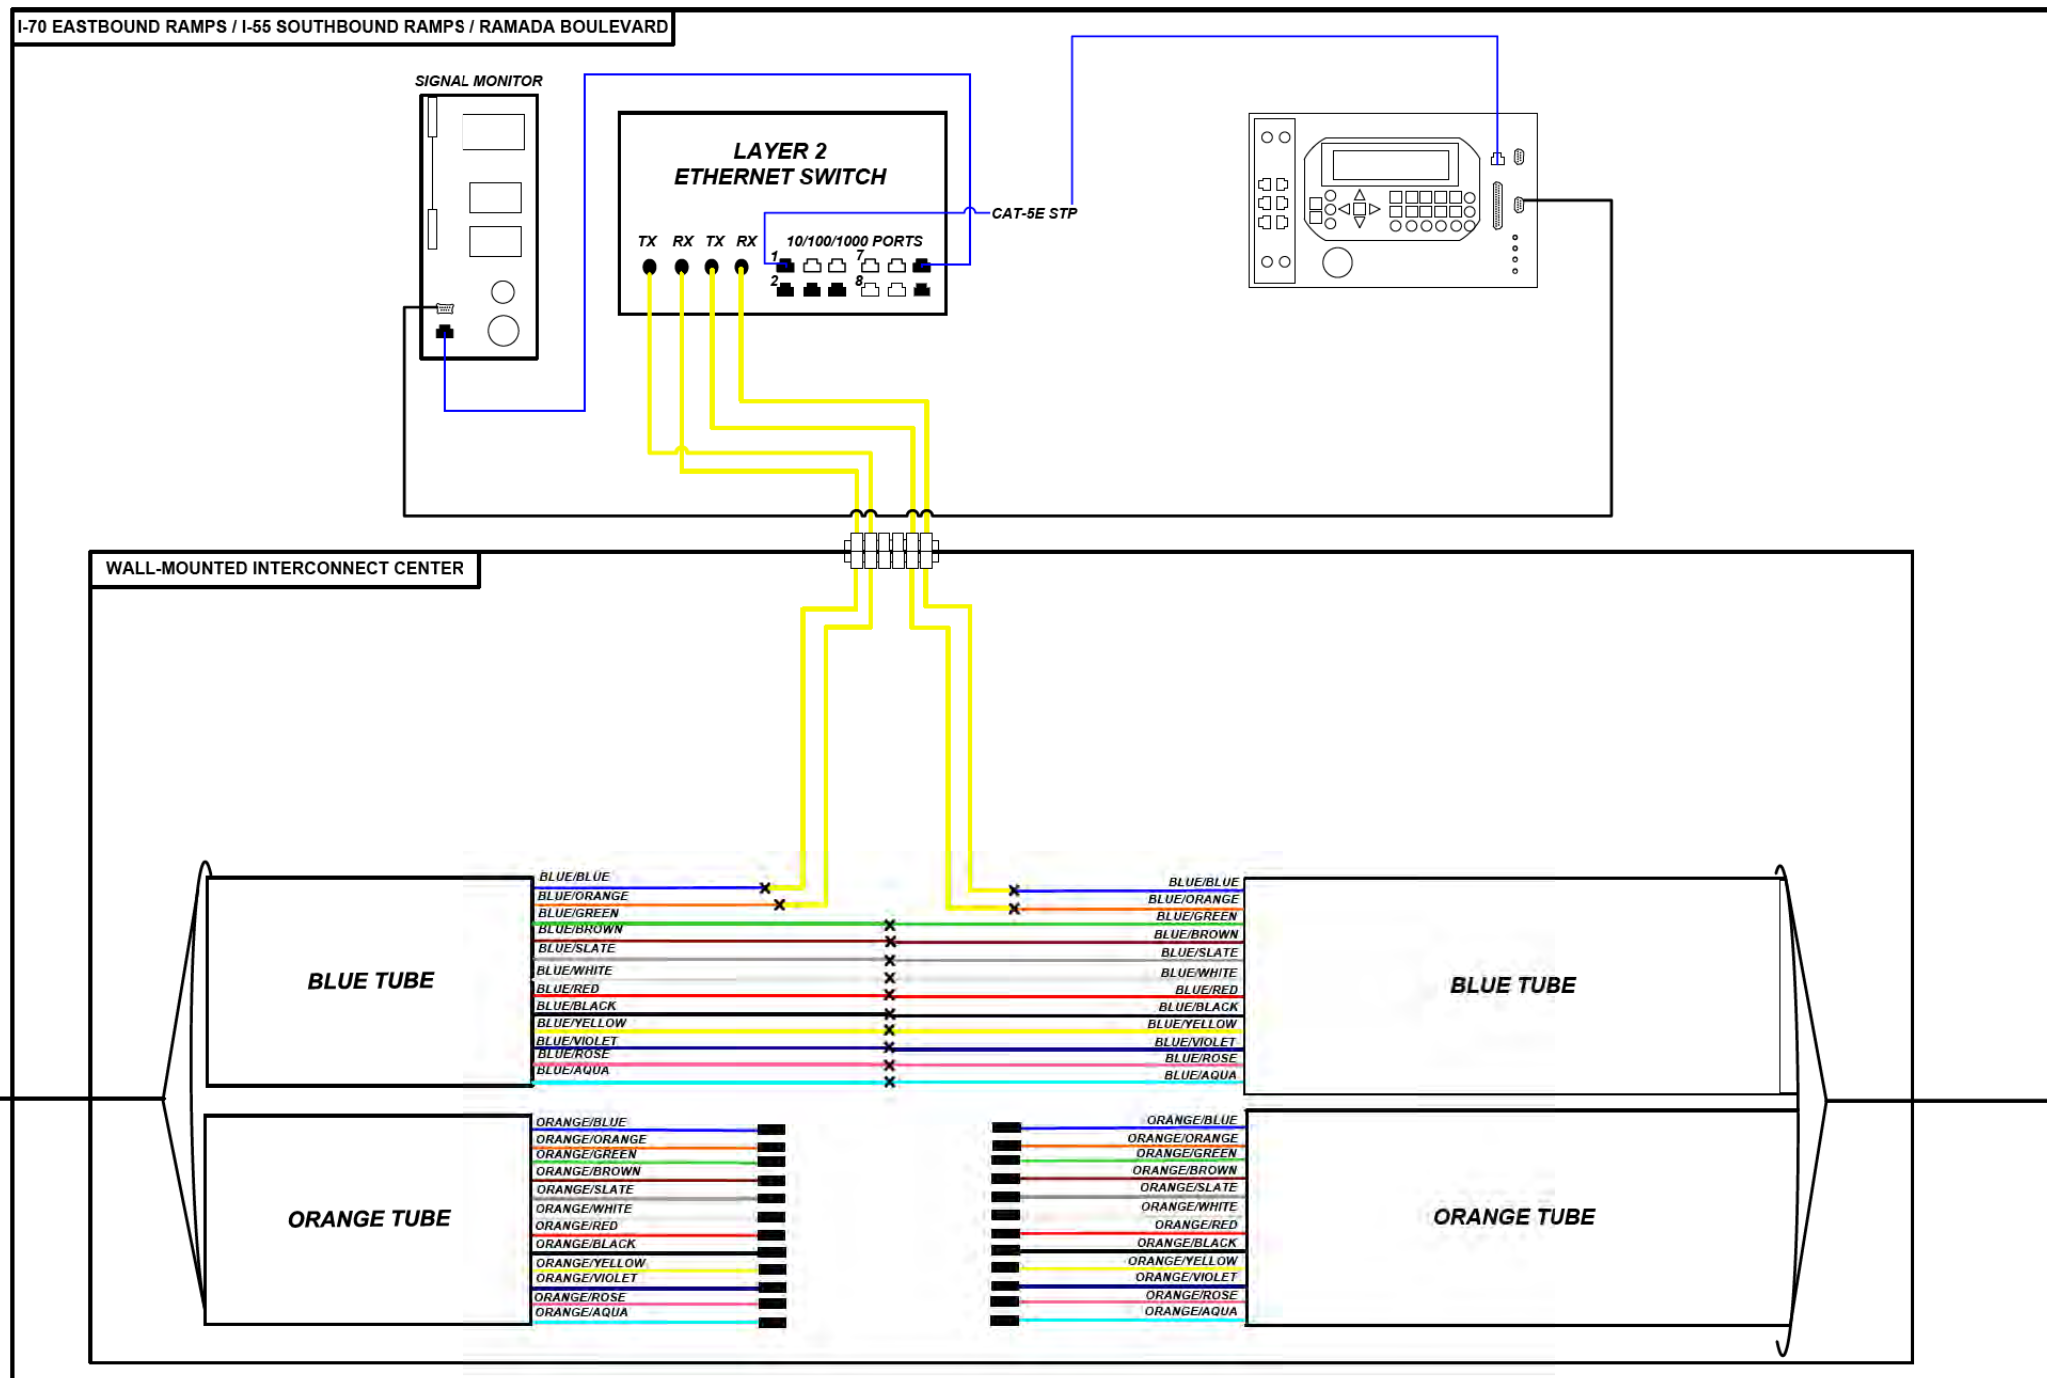 I-70 EASTBOUND RAMPS / I-55 SOUTHBOUND RAMPS / RAMADA BOULEVARD
SIGNAL MONITOR
LAYER 2
ETHERNET SWITCH
CAT-5E STP
TX RX TX RX 10/100/1000 PORTS
1 7
2 8
WALL-MOUNTED INTERCONNECT CENTER
BLUE TUBE
BLUE/BLUE
BLUE/ORANGE
BLUE/GREEN
BLUE/BROWN
BLUE/SLATE
BLUE/WHITE
BLUE/RED
BLUE/BLACK
BLUE/YELLOW
BLUE/VIOLET
BLUE/ROSE
BLUE/AQUA
BLUE/BLUE
BLUE/ORANGE
BLUE/GREEN
BLUE/BROWN
BLUE/SLATE
BLUE/WHITE
BLUE/RED
BLUE/BLACK
BLUE/YELLOW
BLUE/VIOLET
BLUE/ROSE
BLUE/AQUA
BLUE TUBE
ORANGE TUBE
ORANGE/BLUE
ORANGE/ORANGE
ORANGE/GREEN
ORANGE/BROWN
ORANGE/SLATE
ORANGE/WHITE
ORANGE/RED
ORANGE/BLACK
ORANGE/YELLOW
ORANGE/VIOLET
ORANGE/ROSE
ORANGE/AQUA
ORANGE/BLUE
ORANGE/ORANGE
ORANGE/GREEN
ORANGE/BROWN
ORANGE/SLATE
ORANGE/WHITE
ORANGE/RED
ORANGE/BLACK
ORANGE/YELLOW
ORANGE/VIOLET
ORANGE/ROSE
ORANGE/AQUA
ORANGE TUBE